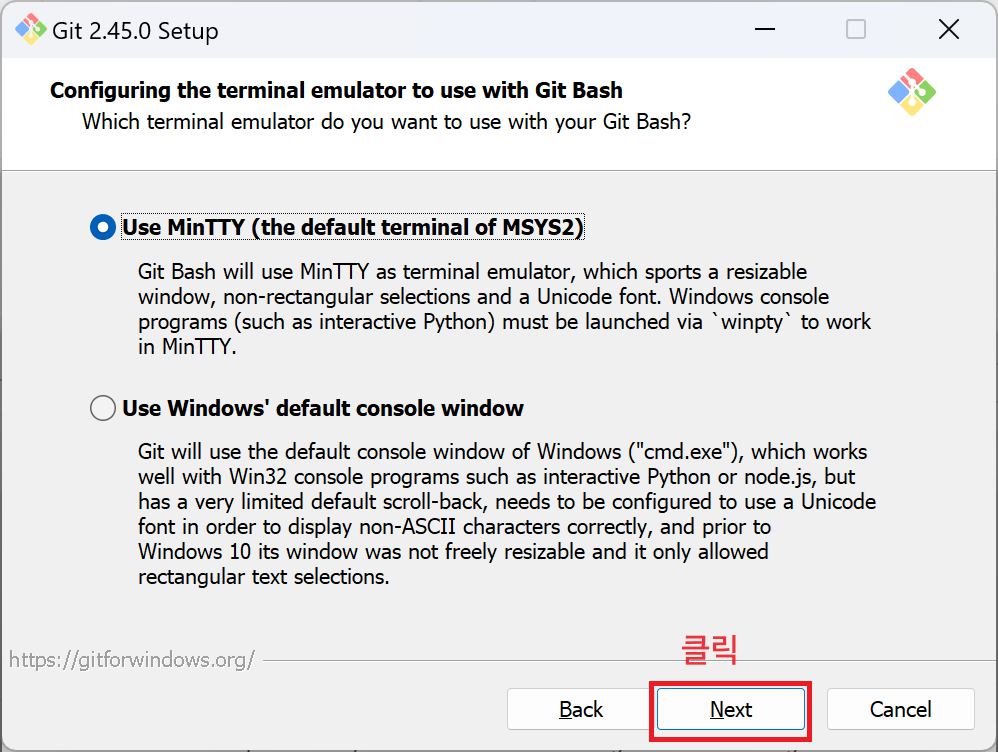 Git 2.45.0 Setup
Configuring the terminal emulator to use with Git Bash
Which terminal emulator do you want to use with your Git Bash?
Use MinTTY (the default terminal of MSYS2)
Git Bash will use MinTTY as terminal emulator, which sports a resizable
window, non-rectangular selections and a Unicode font. Windows console
programs (such as interactive Python) must be launched via `winpty` to work
in MinTTY.
Use Windows' default console window
Git will use the default console window of Windows ("cmd.exe"), which works
well with Win32 console programs such as interactive Python or node.js, but
has a very limited default scroll-back, needs to be configured to use a Unicode
font in order to display non-ASCII characters correctly, and prior to
Windows 10 its window was not freely resizable and it only allowed
rectangular text selections.
클릭
https://gitforwindows.org/
Back Next Cancel